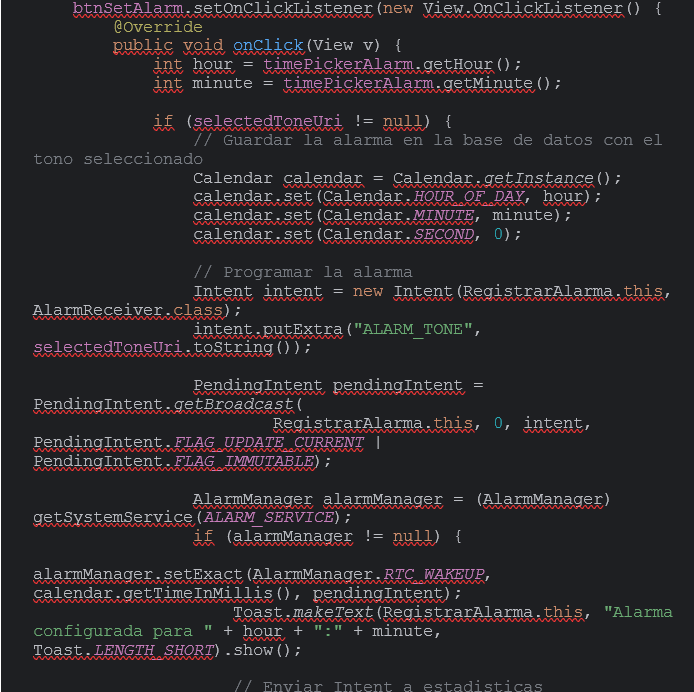 btnSetAlarm.setOnClickListener(new View.OnClickListener() {
@Override
public void onClick(View v) {
int hour = timePickerAlarm.getHour();
int minute = timePickerAlarm.getMinute();
if (selectedToneUri != null) {
// Guardar la alarma en la base de datos con el
tono seleccionado
Calendar calendar = Calendar.getInstance();
calendar.set(Calendar.HOUR_OF_DAY, hour);
calendar.set(Calendar.MINUTE, minute);
calendar.set(Calendar.SECOND, 0);
// Programar la alarma
Intent intent = new Intent(RegistrarAlarma.this,
AlarmReceiver.class);
intent.putExtra("ALARM_TONE",
selectedToneUri.toString());
PendingIntent pendingIntent =
PendingIntent.getBroadcast(
RegistrarAlarma.this, 0, intent,
PendingIntent.FLAG_UPDATE_CURRENT |
PendingIntent.FLAG_IMMUTABLE);
AlarmManager alarmManager = (AlarmManager)
getSystemService(ALARM_SERVICE);
if (alarmManager != null) {
alarmManager.setExact(AlarmManager.RTC_WAKEUP,
calendar.getTimeInMillis(), pendingIntent);
Toast.makeText(RegistrarAlarma.this, "Alarma
configurada para " + hour + ":" + minute,
Toast.LENGTH_SHORT).show();
// Enviar Intent a estadisticas